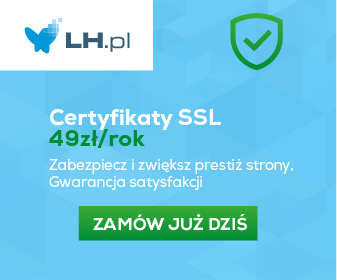 LH.pl
Certyfikaty SSL
49zł/rok
Zabezpiecz i zwiększ prestiż strony,
Gwarancja satysfakcji
ZAMÓW JUŻ DZIŚ